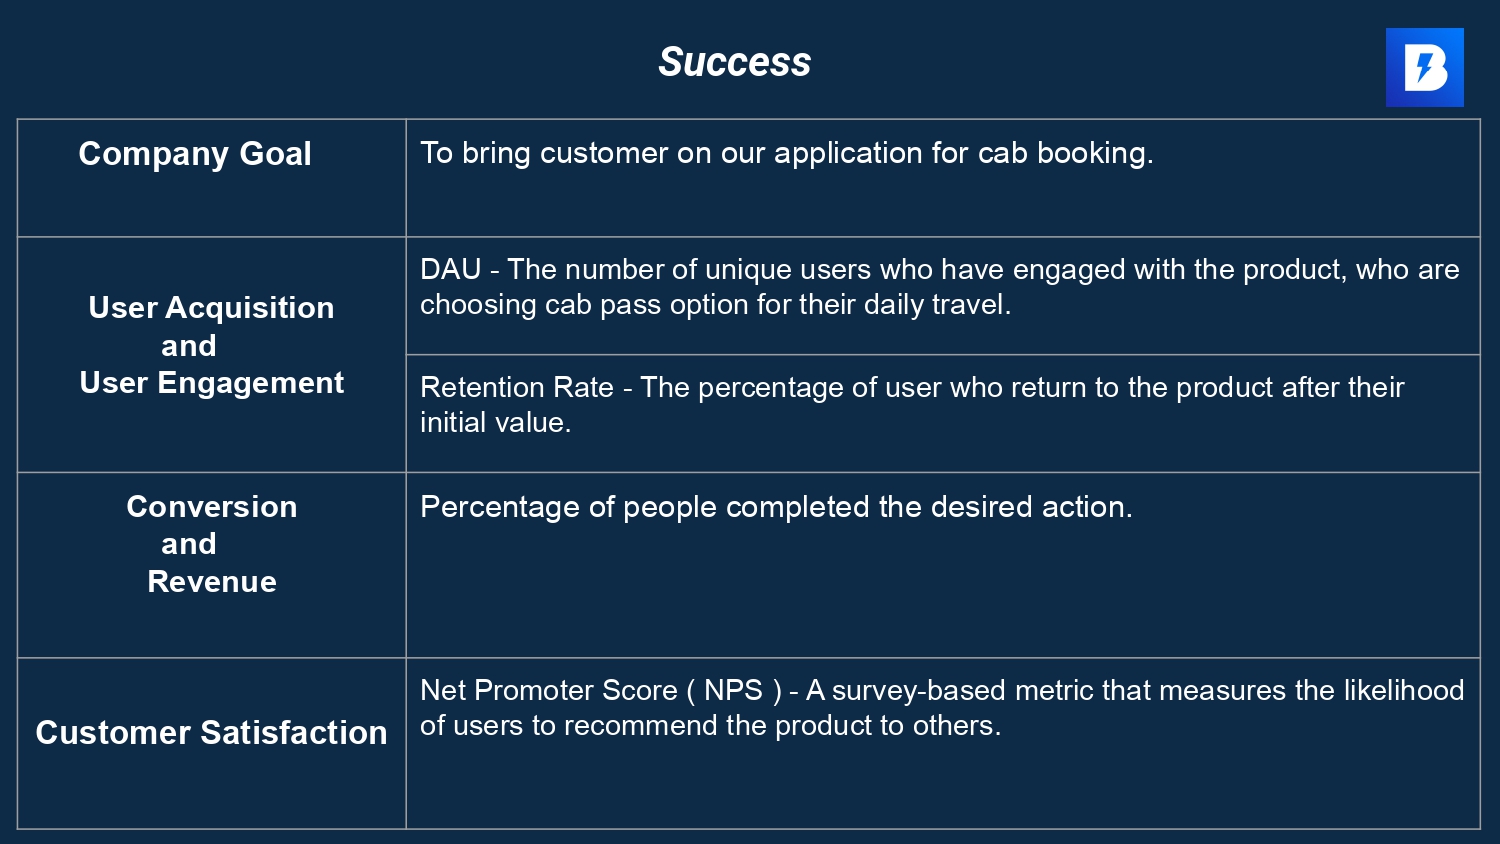 Success
B
Company Goal
To bring customer on our application for cab booking.
User Acquisition
and
User Engagement
DAU - The number of unique users who have engaged with the product, who are
choosing cab pass option for their daily travel.
Retention Rate - The percentage of user who return to the product after their
initial value.
Conversion
and
Revenue
Percentage of people completed the desired action.
Customer Satisfaction
Net Promoter Score ( NPS ) - A survey-based metric that measures the likelihood
of users to recommend the product to others.